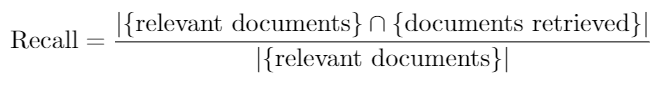 Recall = |{relevant documents} ∩ {documents retrieved}|
|{relevant documents}|